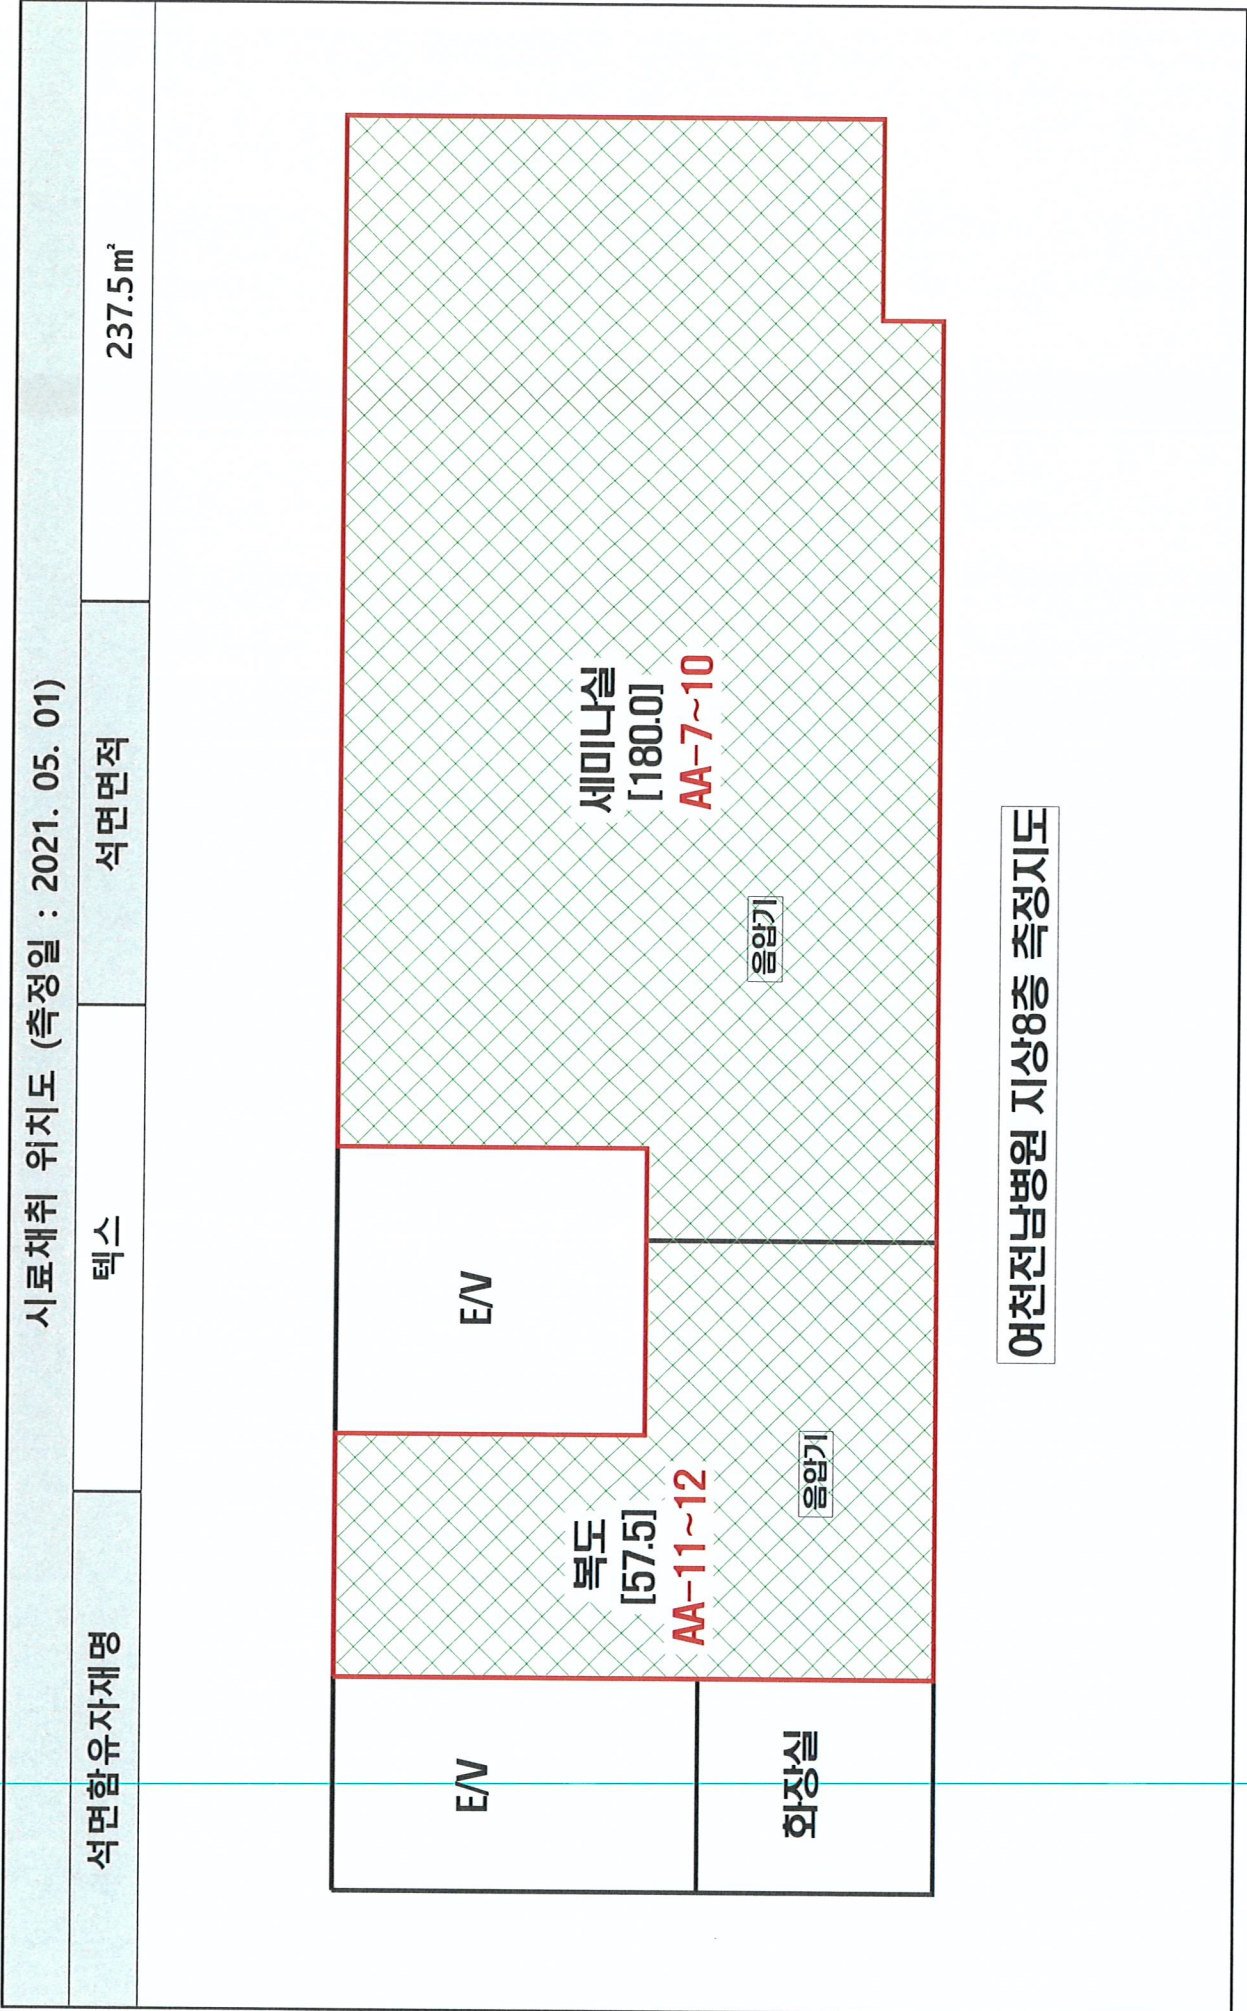 시료채취 위치도 (측정일 : 2021. 05. 01)
석면함유자재명
텍스
석면면적
237.5㎡
E/V
E/V
복도
[57.5]
AA-11~12
세미나실
[180.0]
AA-7~10
음압기
음압기
화장실
여천전남병원 지상8층 측정지도